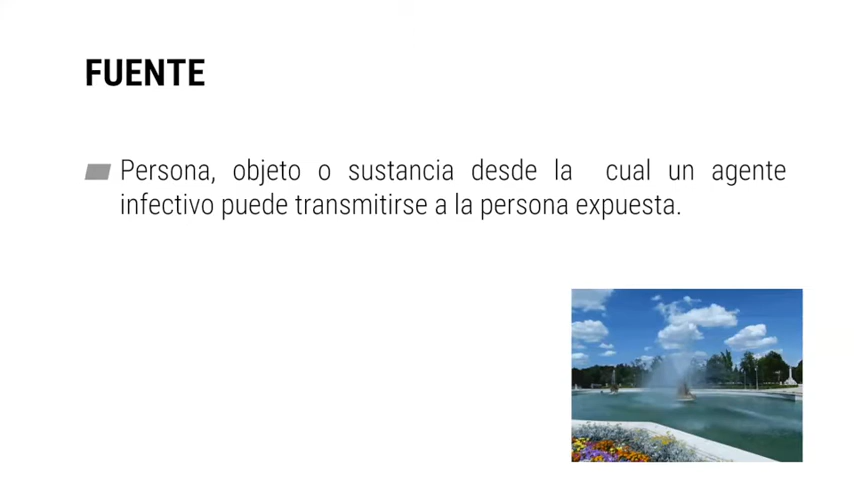 FUENTE
Persona, objeto o sustancia desde la cual un agente
infectivo puede transmitirse a la persona expuesta.